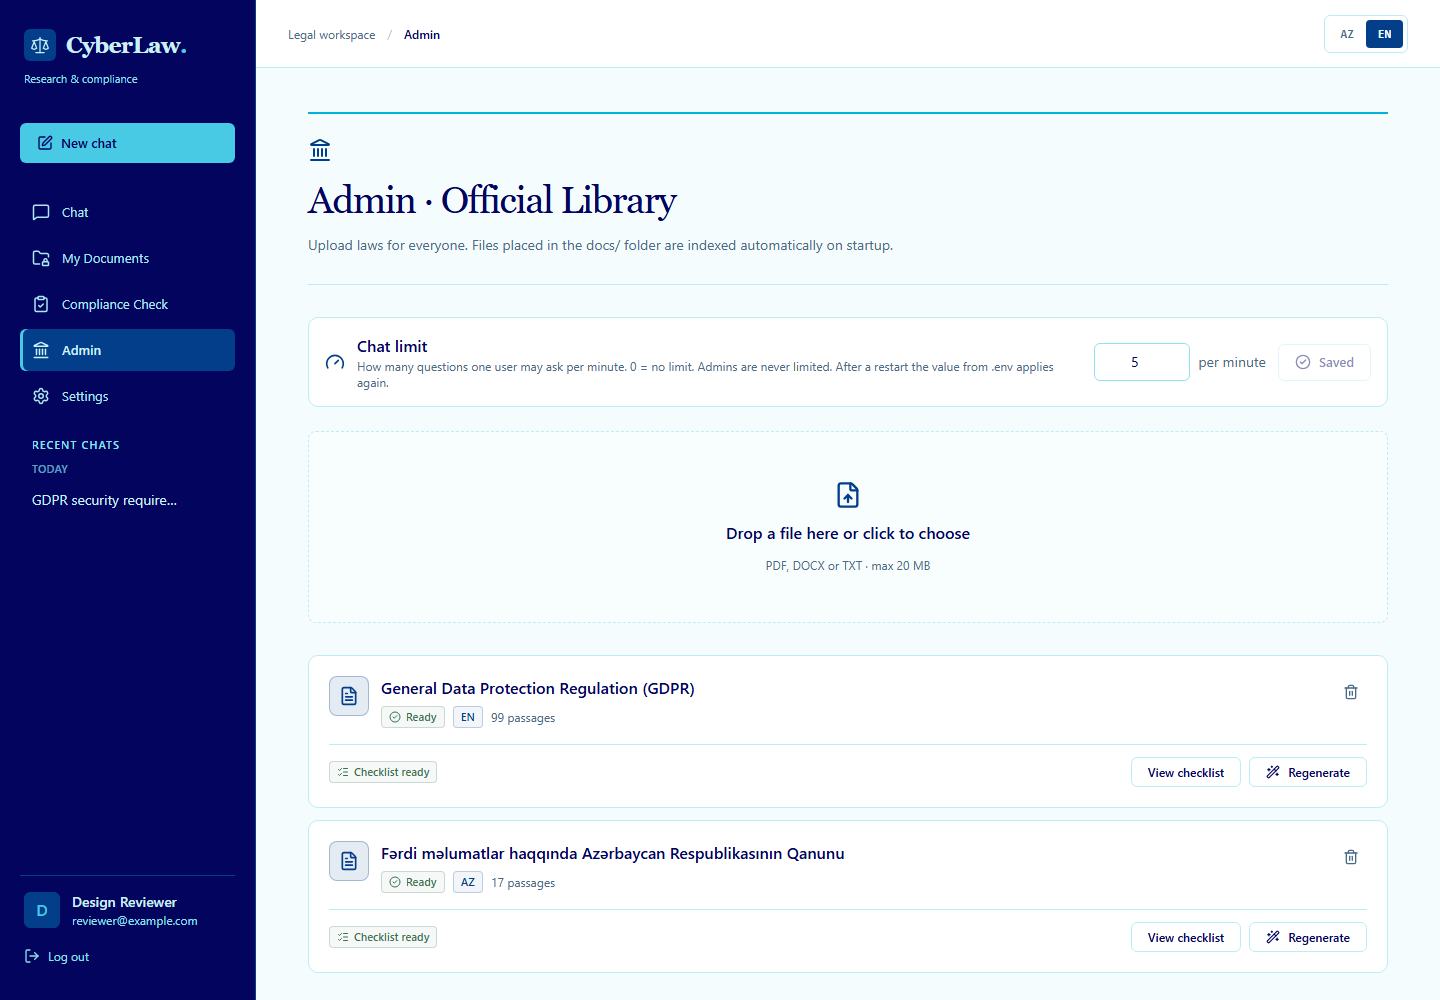 CyberLaw.
Research & compliance
New chat
Chat
My Documents
Compliance Check
Admin
Settings
RECENT CHATS
TODAY
GDPR security require...
D
Design Reviewer
reviewer@example.com
Log out
Legal workspace / Admin
AZ EN
Admin · Official Library
Upload laws for everyone. Files placed in the docs/ folder are indexed automatically on startup.
Chat limit
How many questions one user may ask per minute. 0 = no limit. Admins are never limited. After a restart the value from .env applies
again.
5 per minute Saved
Drop a file here or click to choose
PDF, DOCX or TXT · max 20 MB
General Data Protection Regulation (GDPR)
Ready EN 99 passages
Checklist ready View checklist Regenerate
Fərdi məlumatlar haqqında Azərbaycan Respublikasının Qanunu
Ready AZ 17 passages
Checklist ready View checklist Regenerate